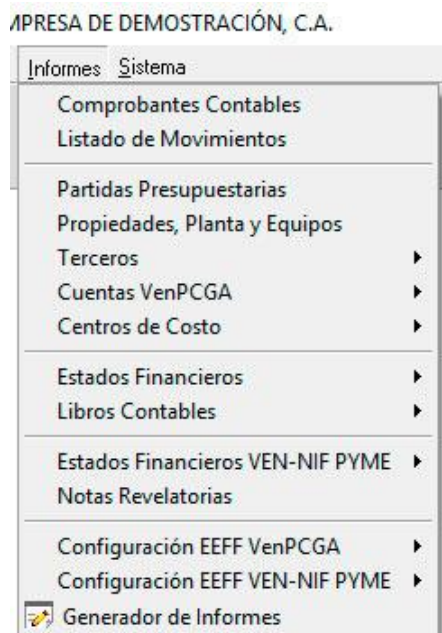 MPRESA DE DEMOSTRACIÓN, C.A.
Informes Sistema
Comprobantes Contables
Listado de Movimientos
Partidas Presupuestarias
Propiedades, Planta y Equipos
Terceros
Cuentas VenPCGA
Centros de Costo
Estados Financieros
Libros Contables
Estados Financieros VEN-NIF PYME
Notas Revelatorias
Configuración EEFF VenPCGA
Configuración EEFF VEN-NIF PYME
Generador de Informes